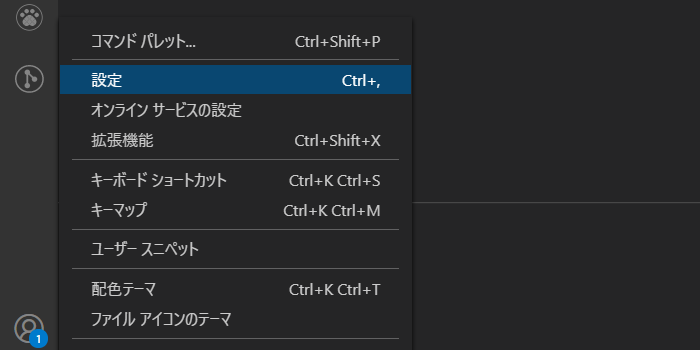 コマンド パレット... Ctrl+Shift+P
設定 Ctrl+,
オンライン サービスの設定
拡張機能 Ctrl+Shift+X
キーボード ショートカット Ctrl+K Ctrl+S
キーマップ Ctrl+K Ctrl+M
ユーザー スニペット
配色テーマ Ctrl+K Ctrl+T
ファイル アイコンのテーマ
1